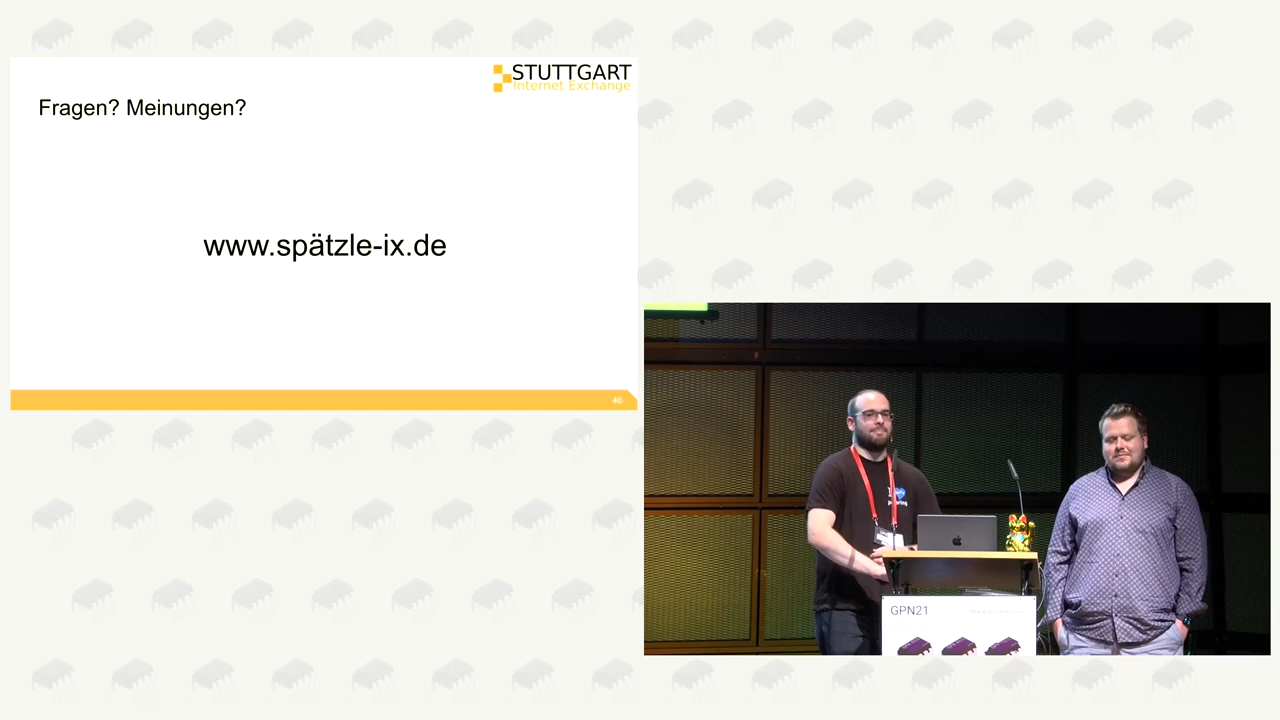 STUTTGART
Internet Exchange
Fragen? Meinungen?
www.spätzle-ix.de
46
GPN21